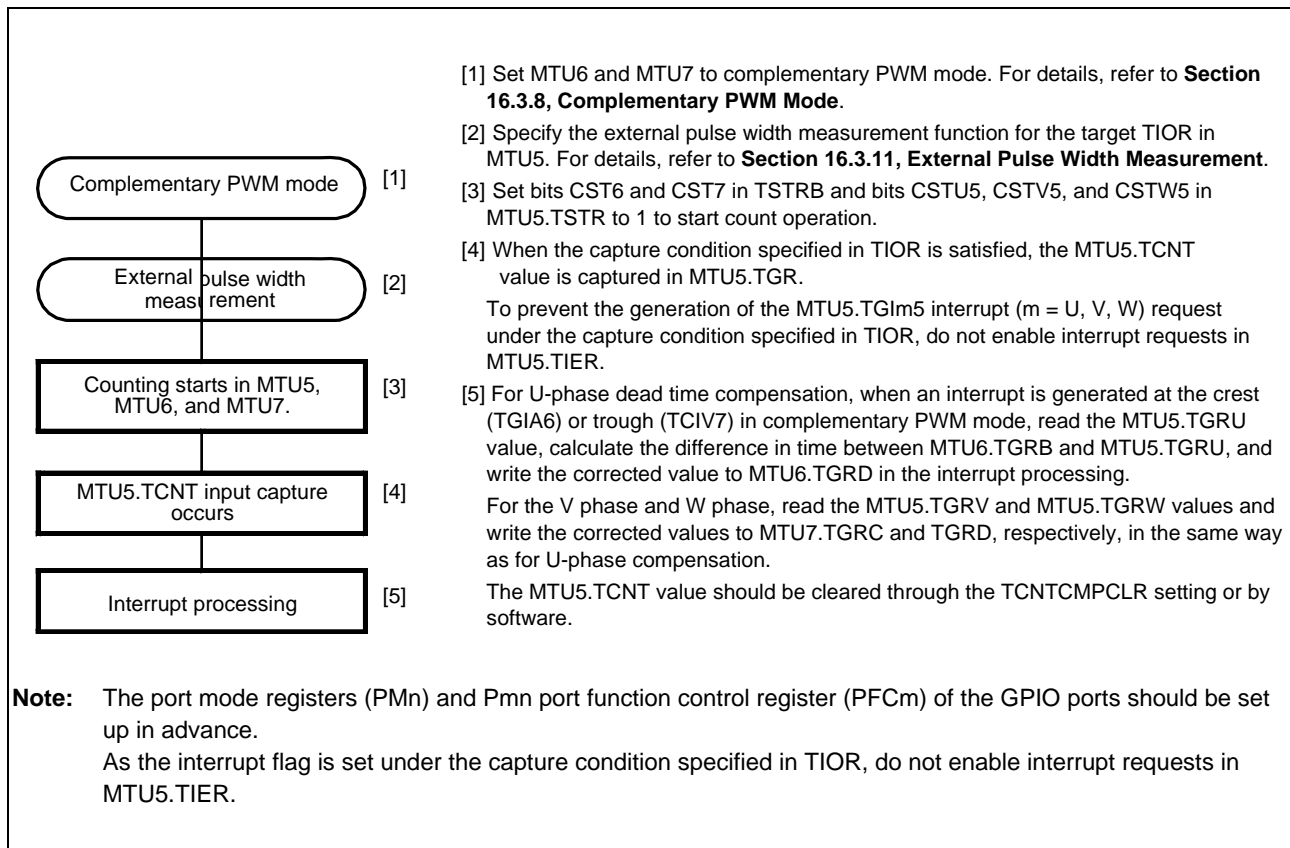 Complementary PWM mode [1]
External pulse width
measurement
[2]
Counting starts in MTU5,
MTU6, and MTU7.
[3]
MTU5.TCNT input capture
occurs
[4]
Interrupt processing [5]
[1] Set MTU6 and MTU7 to complementary PWM mode. For details, refer to Section
16.3.8, Complementary PWM Mode.
[2] Specify the external pulse width measurement function for the target TIOR in
MTU5. For details, refer to Section 16.3.11, External Pulse Width Measurement.
[3] Set bits CST6 and CST7 in TSTRB and bits CSTU5, CSTV5, and CSTW5 in
MTU5.TSTR to 1 to start count operation.
[4] When the capture condition specified in TIOR is satisfied, the MTU5.TCNT
value is captured in MTU5.TGR.
To prevent the generation of the MTU5.TGIm5 interrupt (m = U, V, W) request
under the capture condition specified in TIOR, do not enable interrupt requests in
MTU5.TIER.
[5] For U-phase dead time compensation, when an interrupt is generated at the crest
(TGIA6) or trough (TCIV7) in complementary PWM mode, read the MTU5.TGRU
value, calculate the difference in time between MTU6.TGRB and MTU5.TGRU, and
write the corrected value to MTU6.TGRD in the interrupt processing.
For the V phase and W phase, read the MTU5.TGRV and MTU5.TGRW values and
write the corrected values to MTU7.TGRC and TGRD, respectively, in the same way
as for U-phase compensation.
The MTU5.TCNT value should be cleared through the TCNTCMPCLR setting or by
software.
Note: The port mode registers (PMn) and Pmn port function control register (PFCm) of the GPIO ports should be set
up in advance.
As the interrupt flag is set under the capture condition specified in TIOR, do not enable interrupt requests in
MTU5.TIER.